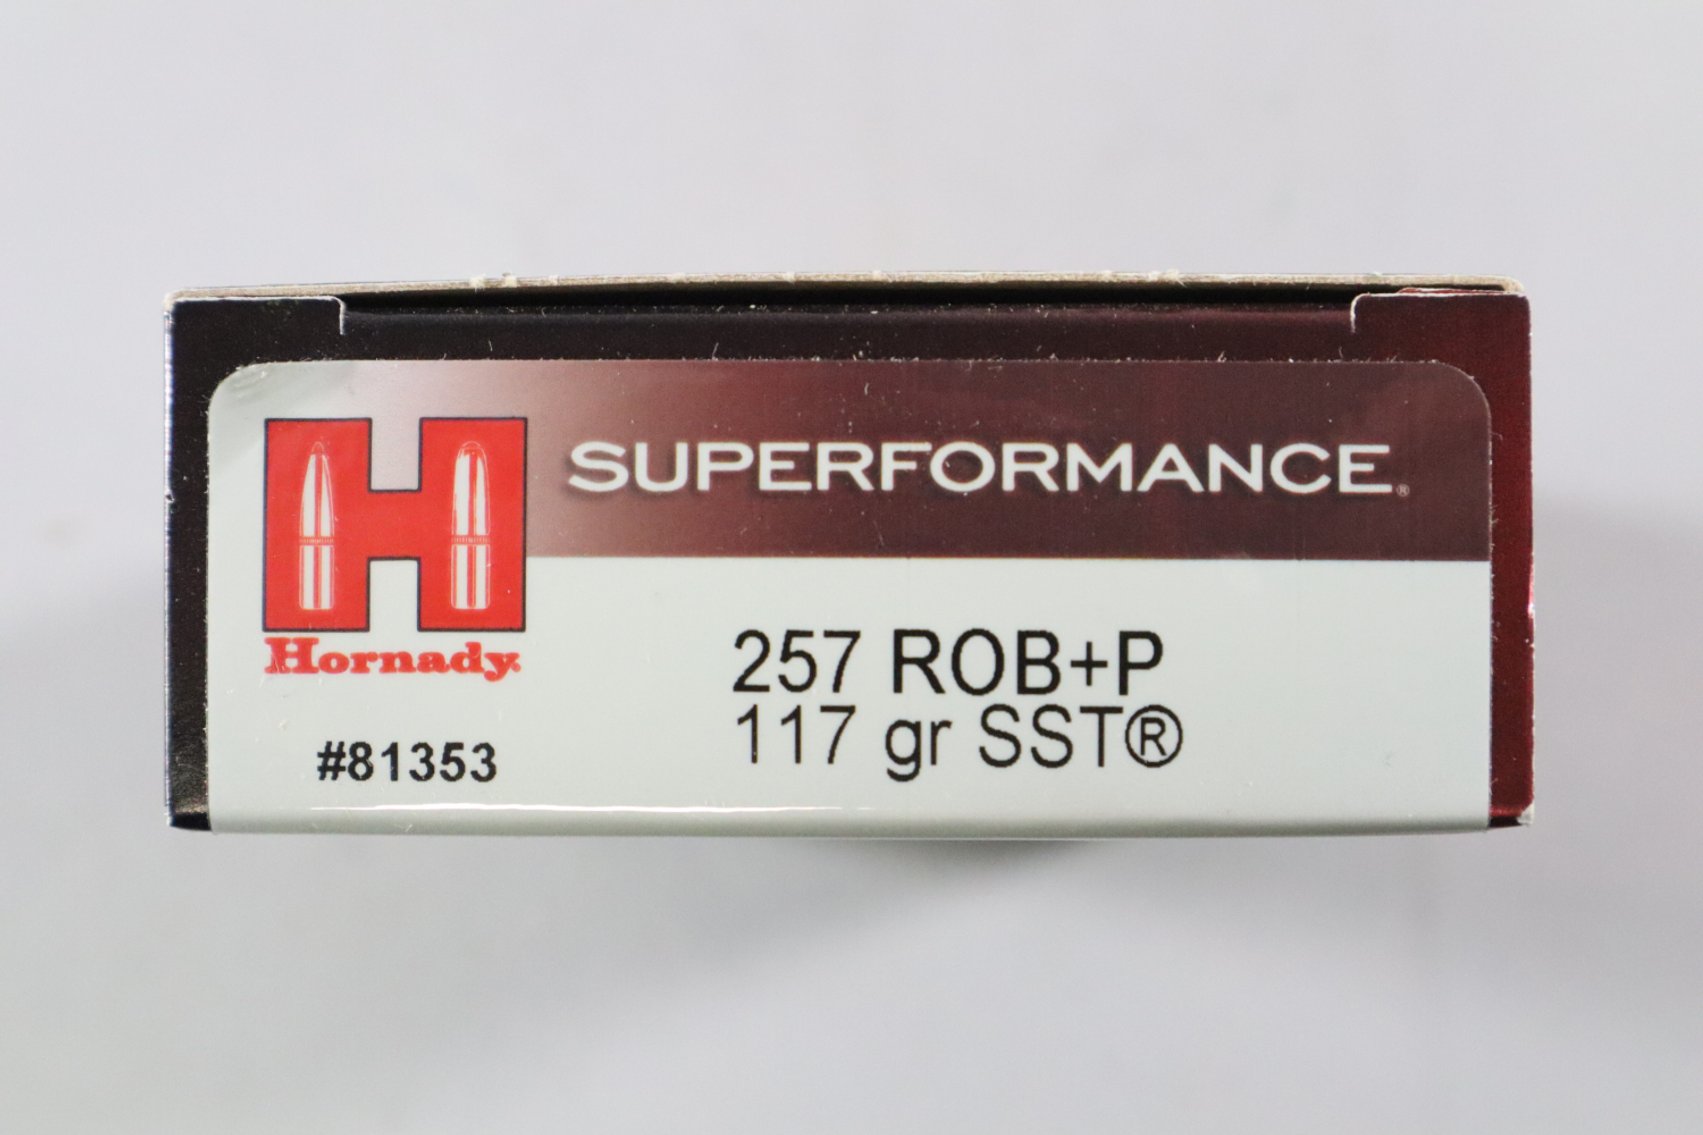 SUPERFORMANCE®
Hornady®
257 ROB+P
117 gr SST®
#81353